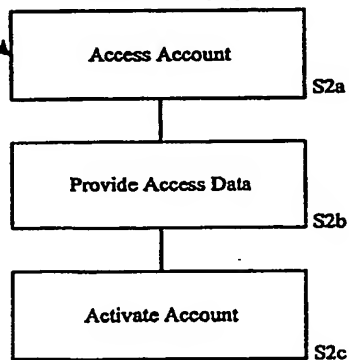 Access Account
S2a
Provide Access Data
S2b
Activate Account
S2c